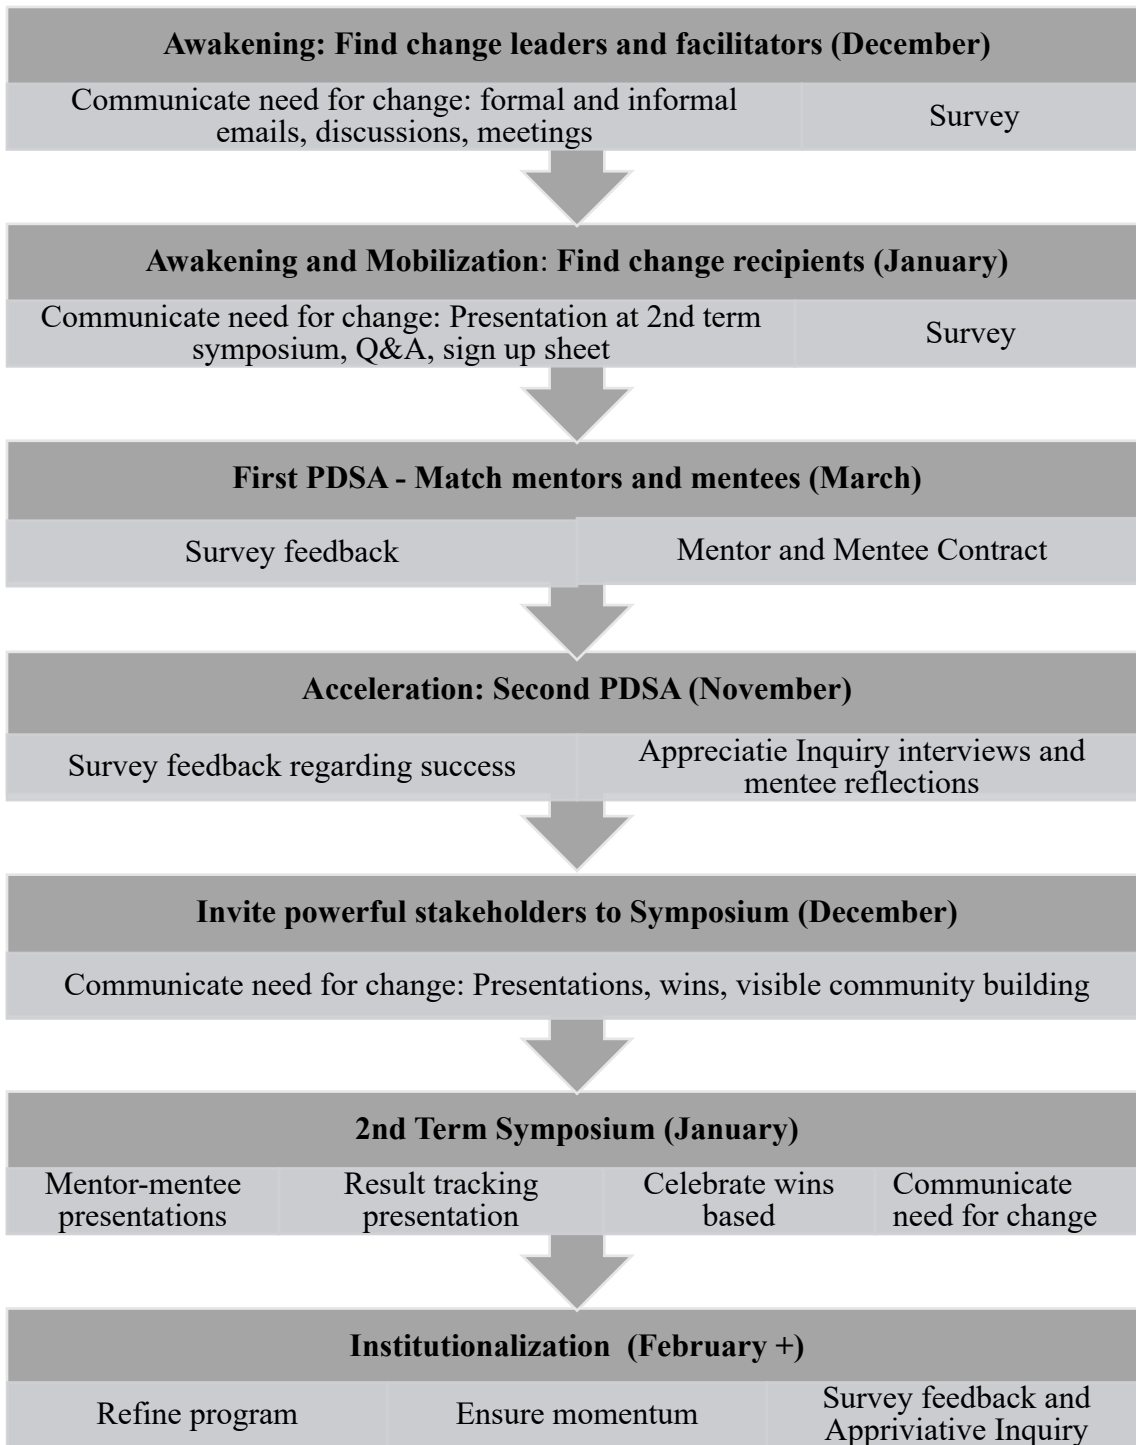 Awakening: Find change leaders and facilitators (December)
Communicate need for change: formal and informal
emails, discussions, meetings
Survey
Awakening and Mobilization: Find change recipients (January)
Communicate need for change: Presentation at 2nd term
symposium, Q&A, sign up sheet
Survey
First PDSA - Match mentors and mentees (March)
Survey feedback
Mentor and Mentee Contract
Acceleration: Second PDSA (November)
Survey feedback regarding success
Appreciatie Inquiry interviews and
mentee reflections
Invite powerful stakeholders to Symposium (December)
Communicate need for change: Presentations, wins, visible community building
2nd Term Symposium (January)
Mentor-mentee
presentations
Result tracking
presentation
Celebrate wins
based
Communicate
need for change
Institutionalization (February +)
Refine program
Ensure momentum
Survey feedback and
Appriviative Inquiry